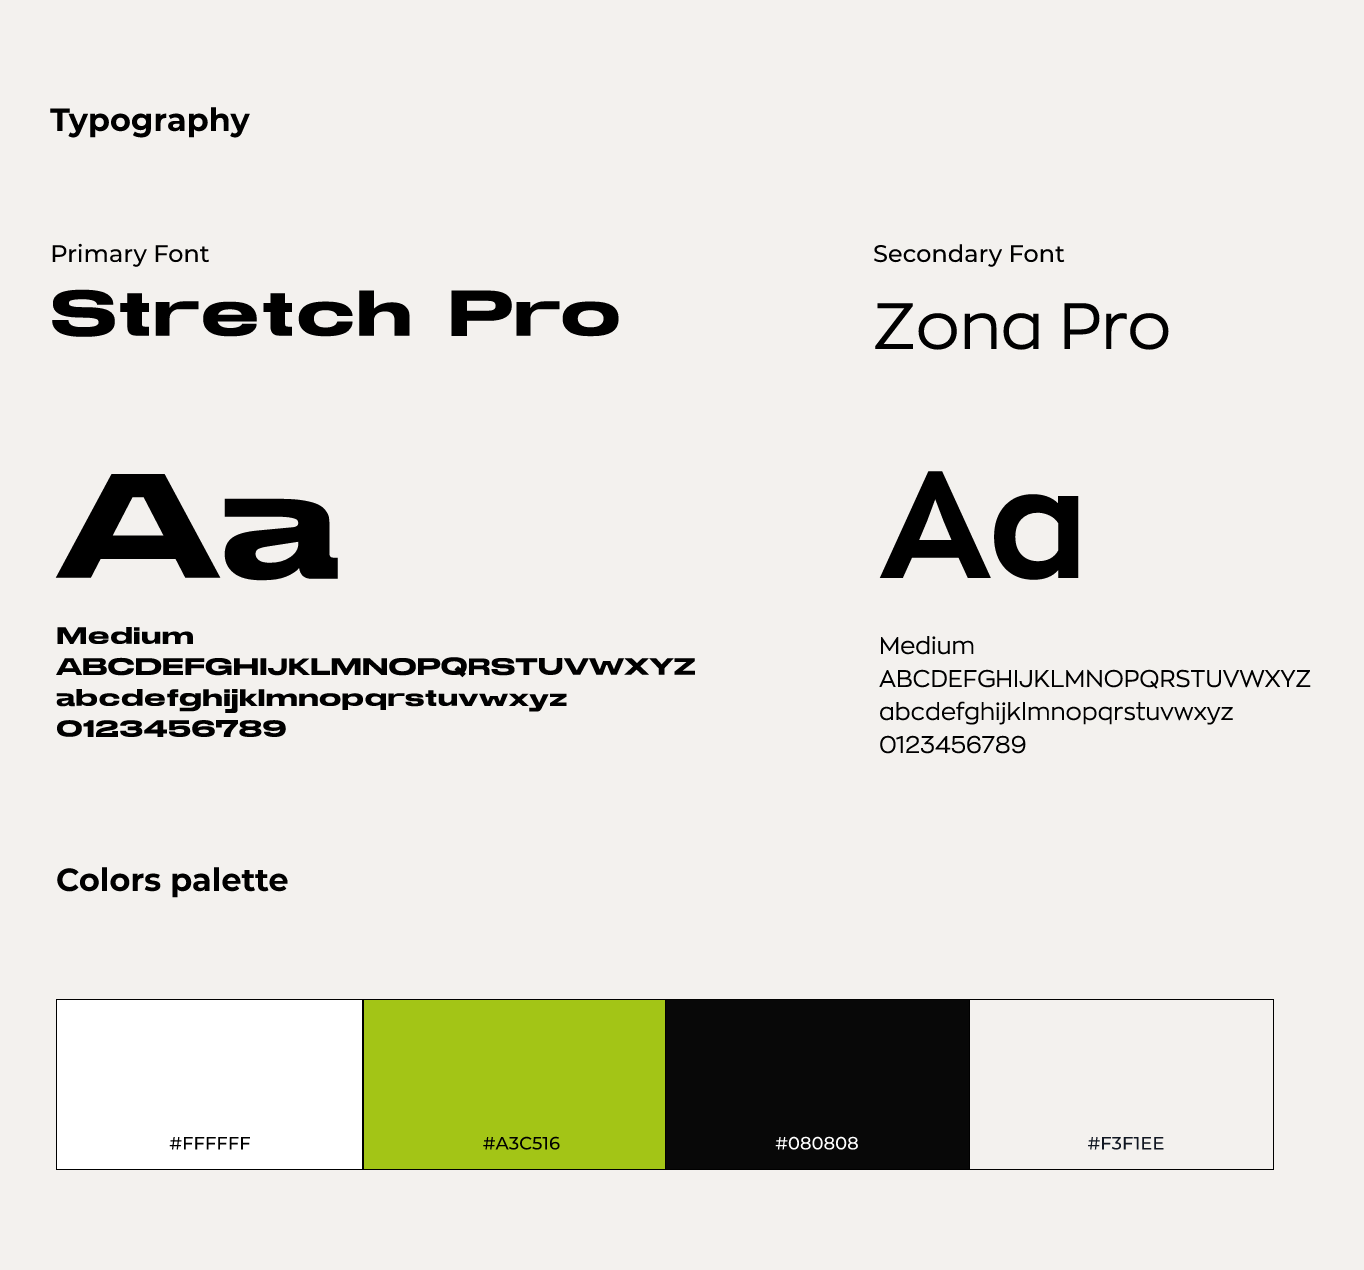 Typography
Primary Font
Stretch Pro
Aa
Medium
ABCDEFGHIJKLMNOPQRSTUVWXYZ
abcdefghijklmnopqrstuvwxyz
0123456789
Secondary Font
Zona Pro
Aa
Medium
ABCDEFGHIJKLMNOPQRSTUVWXYZ
abcdefghijklmnopqrstuvwxyz
0123456789
Colors palette
#FFFFFF
#A3C516
#080808
#F3F1EE